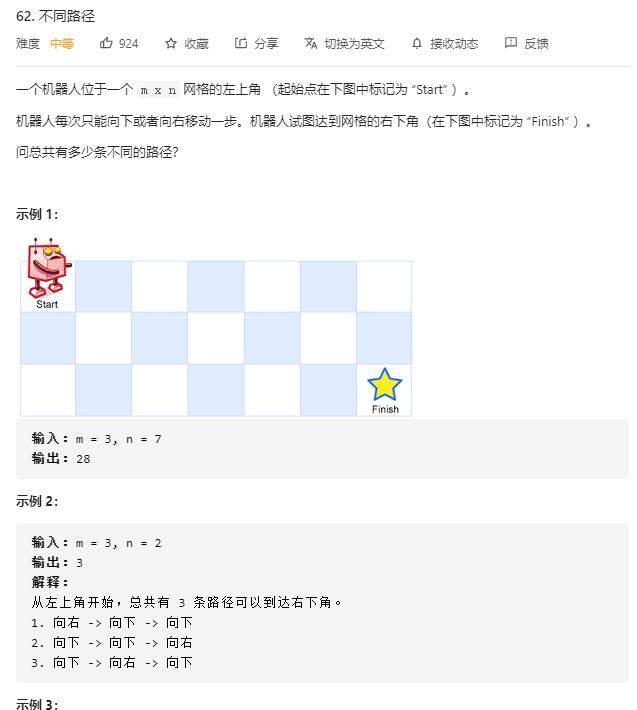 62. 不同路径
难度 中等 924 收藏 分享 切换为英文 接收动态 反馈
一个机器人位于一个 m x n 网格的左上角 （起始点在下图中标记为 “Start” ）。
机器人每次只能向下或者向右移动一步。机器人试图达到网格的右下角（在下图中标记为 “Finish” ）。
问总共有多少条不同的路径？
示例 1：
Start
Finish
输入：m = 3, n = 7
输出：28
示例 2：
输入：m = 3, n = 2
输出：3
解释：
从左上角开始，总共有 3 条路径可以到达右下角。
1. 向右 -> 向下 -> 向下
2. 向下 -> 向下 -> 向右
3. 向下 -> 向右 -> 向下
示例 3：